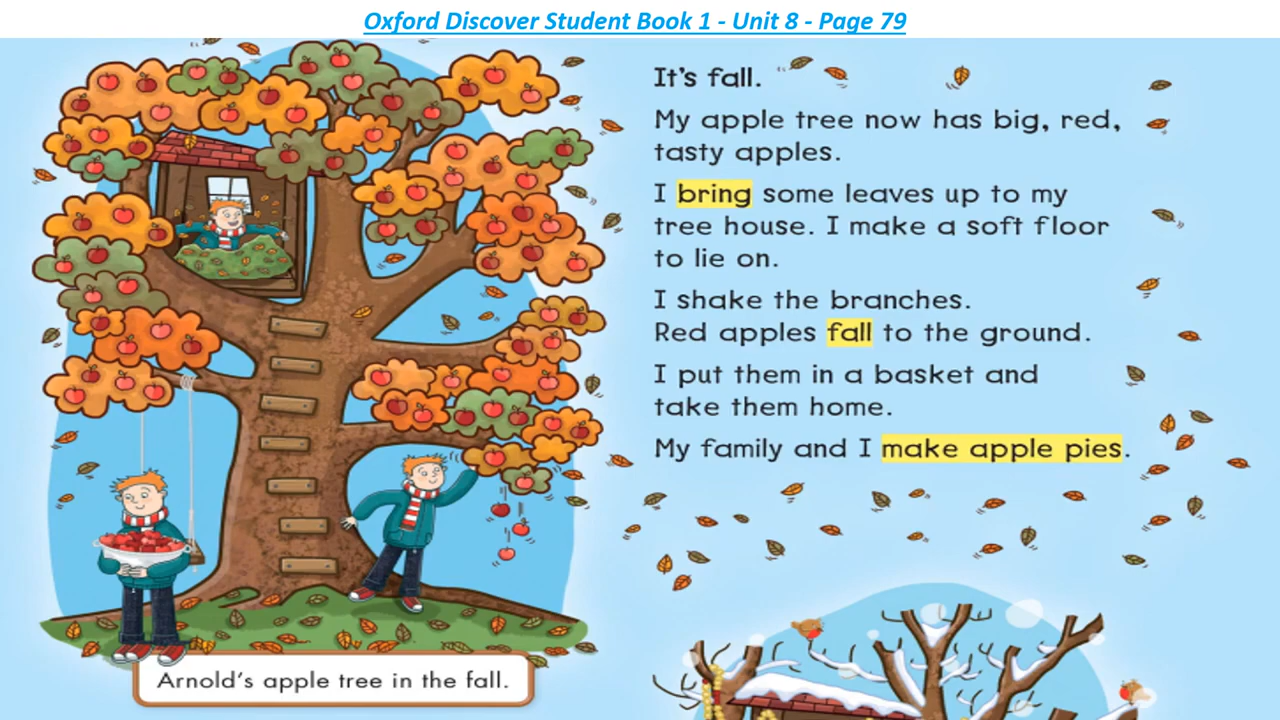 Oxford Discover Student Book 1 - Unit 8 - Page 79
It's fall.
My apple tree now has big, red,
tasty apples.
I bring some leaves up to my
tree house. I make a soft floor
to lie on.
I shake the branches.
Red apples fall to the ground.
I put them in a basket and
take them home.
My family and I make apple pies.
Arnold's apple tree in the fall.